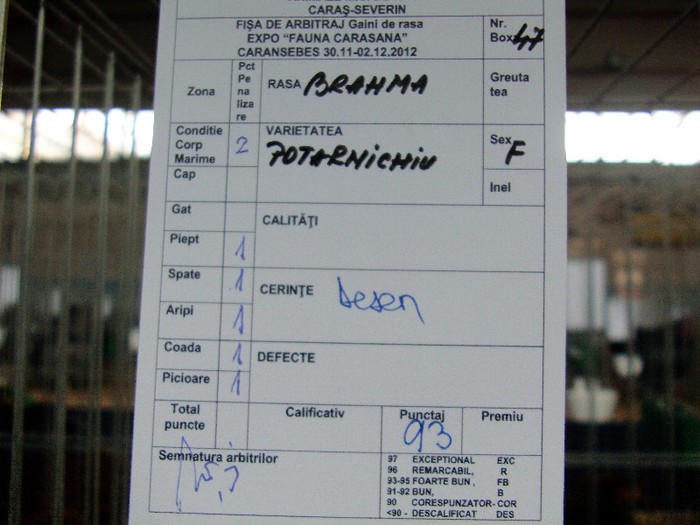 CARAŞ-SEVERIN
FIŞA DE ARBITRAJ Gaini de rasa
EXPO "FAUNA CARASANA"
CARANSEBES 30.11-02.12.2012
Nr.
Box 47
Zona
Pct
Pe
na
liza
re
RASA BRAHMA
Greuta
tea
Conditie
Corp
Marime
2
VARIETATEA
POTARNICHIU
Sex F
Cap
Inel
Gat
CALITĂŢI
Piept 1
Spate 1
CERINŢE Desen
Aripi 1
Coada 1
DEFECTE
Picioare 1
Total
puncte
Calificativ
Punctaj
93
Premiu
Semnatura arbitrilor
97 EXCEPTIONAL EXC
96 REMARCABIL, R
93-95 FOARTE BUN , FB
91-92 BUN, B
90 CORESPUNZATOR- COR
<90 - DESCALIFICAT DES